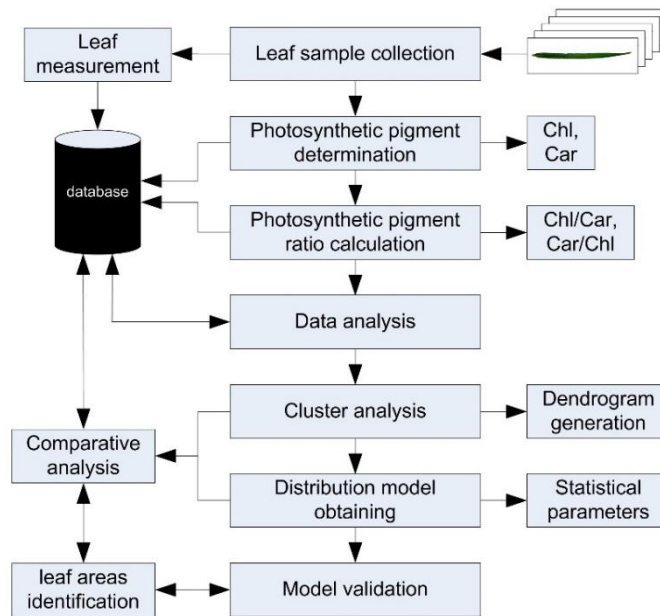 Leaf
measurement
Leaf sample collection
Photosynthetic pigment
determination
Chl,
Car
database
Photosynthetic pigment
ratio calculation
Chl/Car,
Car/Chl
Data analysis
Cluster analysis
Dendrogram
generation
Comparative
analysis
Distribution model
obtaining
Statistical
parameters
leaf areas
identification
Model validation